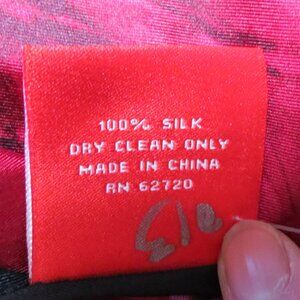 100% SILK
DRY CLEAN ONLY
MADE IN CHINA
RN 62720